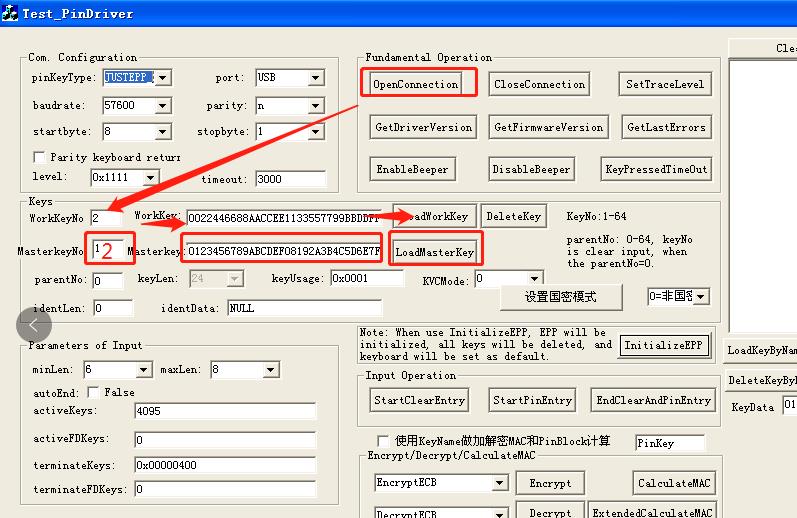 Test_PinDriver
Com. Configuration
pinKeyType: JUSTEPP port: USB
baudrate: 57600 parity: n
startbyte: 8 stopbyte: 1
Parity keyboard return
level: 0x1111 timeout: 3000
Fundamental Operation
OpenConnection CloseConnection SetTraceLevel
GetDriverVersion GetFirmwareVersion GetLastErrors
EnableBeeper DisableBeeper KeyPressedTimeOut
Keys
WorkKeyNo 2 WorkKey: 0022446688AACCEE1133557799BBDDFF LoadWorkKey DeleteKey KeyNo:1-64
MasterkeyNo 1 2 Masterkey: 0123456789ABCDEF08192A3B4C5D6E7F LoadMasterKey
parentNo: 0-64, keyNo
is clear input, when
the parentNo=0.
parentNo: 0 keyLen: 24 keyUsage: 0x0001 KVCMode: 0
identLen: 0 identData: NULL 设置国密模式 0=非国密
Parameters of Input
minLen: 6 maxLen: 8
autoEnd: False
activeKeys: 4095
activeFDKeys: 0
terminateKeys: 0x00000400
terminateFDKeys: 0
Note: When use InitializeEPP, EPP will be
initialized, all keys will be deleted, and
keyboard will be set as default.
InitializeEPP
Input Operation
StartClearEntry StartPinEntry EndClearAndPinEntry
使用KeyName做加解密MAC和PinBlock计算 PinKey
Encrypt/Decrypt/CalculateMAC
EncryptECB Encrypt CalculateMAC
DecryptECB Decrypt ExtendedCalculateMAC
Cle
LoadKeyByNam
DeleteKeyByN
KeyData 01